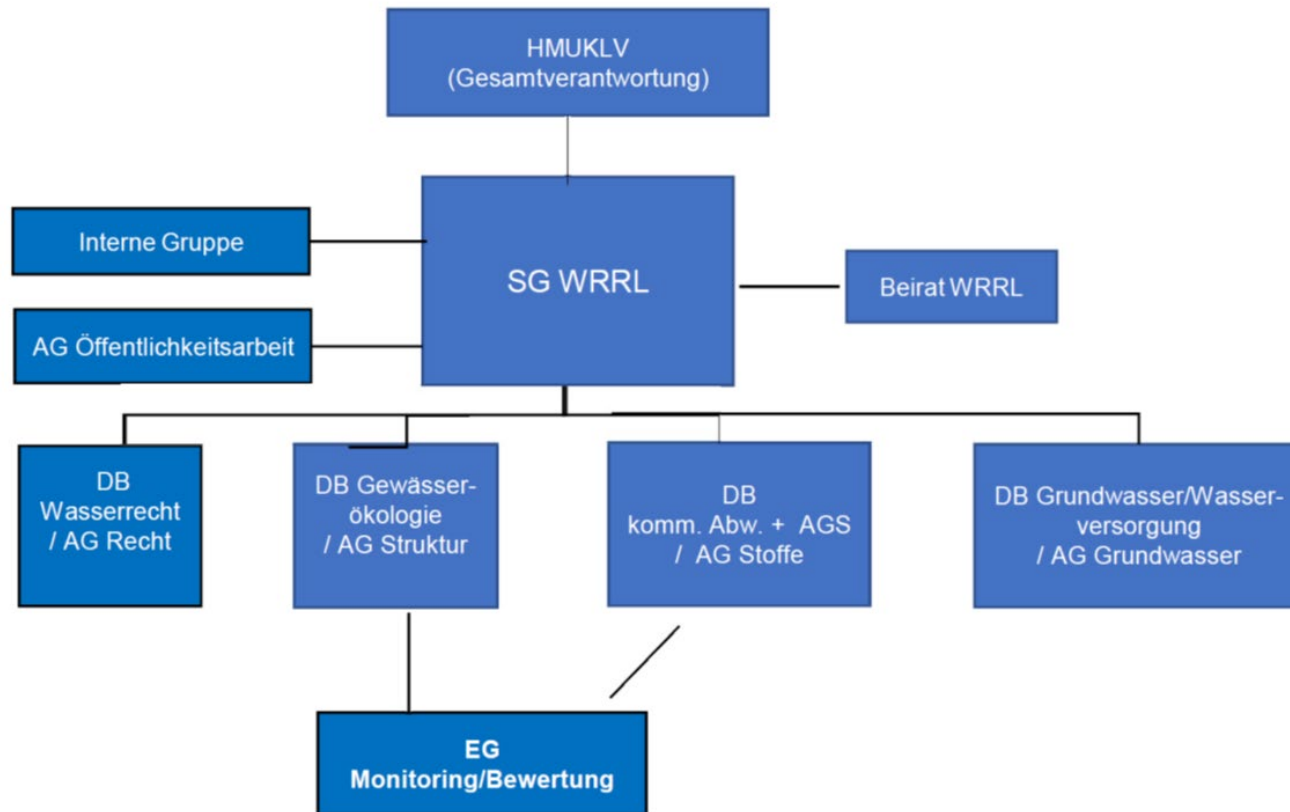 HMUKLV
(Gesamtverantwortung)
Interne Gruppe
SG WRRL
Beirat WRRL
AG Öffentlichkeitsarbeit
DB
Wasserrecht
/ AG Recht
DB Gewässer-
ökologie
/ AG Struktur
DB
komm. Abw. + AGS
/ AG Stoffe
DB Grundwasser/Wasser-
versorgung
/ AG Grundwasser
EG
Monitoring/Bewertung